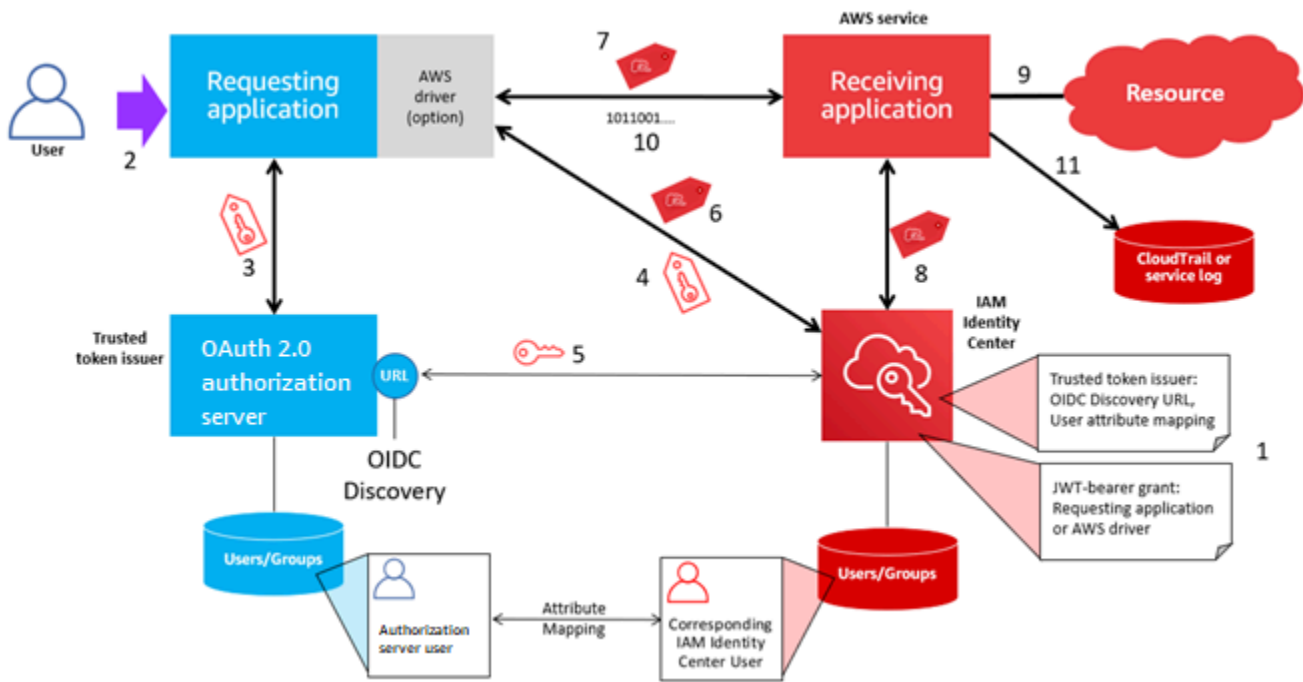 AWS service
7
9
Requesting
application
AWS
driver
(option)
Receiving
application
Resource
User
2
1011001....
10
11
6
3
4
8
CloudTrail or
service log
Trusted
token issuer
OAuth 2.0
authorization
server
URL
5
IAM
Identity
Center
OIDC
Discovery
Trusted token issuer:
OIDC Discovery URL,
User attribute mapping
1
JWT-bearer grant:
Requesting application
or AWS driver
Users/Groups
Users/Groups
Authorization
server user
Attribute
Mapping
Corresponding
IAM Identity
Center User